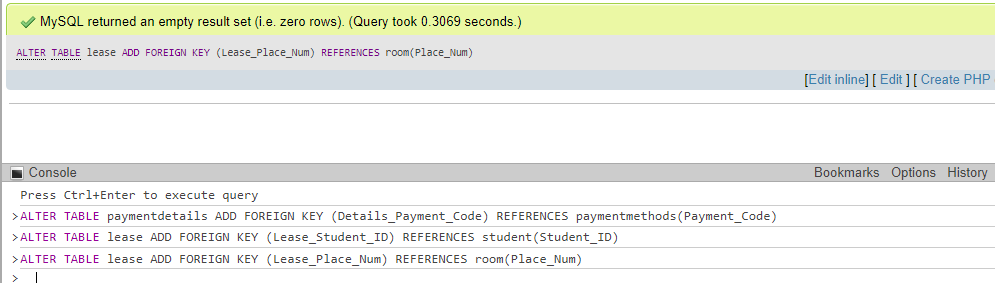 MySQL returned an empty result set (i.e. zero rows). (Query took 0.3069 seconds.)
ALTER TABLE lease ADD FOREIGN KEY (Lease_Place_Num) REFERENCES room(Place_Num)
[Edit inline] [ Edit ] [ Create PHP
Console Bookmarks Options History
Press Ctrl+Enter to execute query
>ALTER TABLE paymentdetails ADD FOREIGN KEY (Details_Payment_Code) REFERENCES paymentmethods(Payment_Code)
>ALTER TABLE lease ADD FOREIGN KEY (Lease_Student_ID) REFERENCES student(Student_ID)
>ALTER TABLE lease ADD FOREIGN KEY (Lease_Place_Num) REFERENCES room(Place_Num)
>